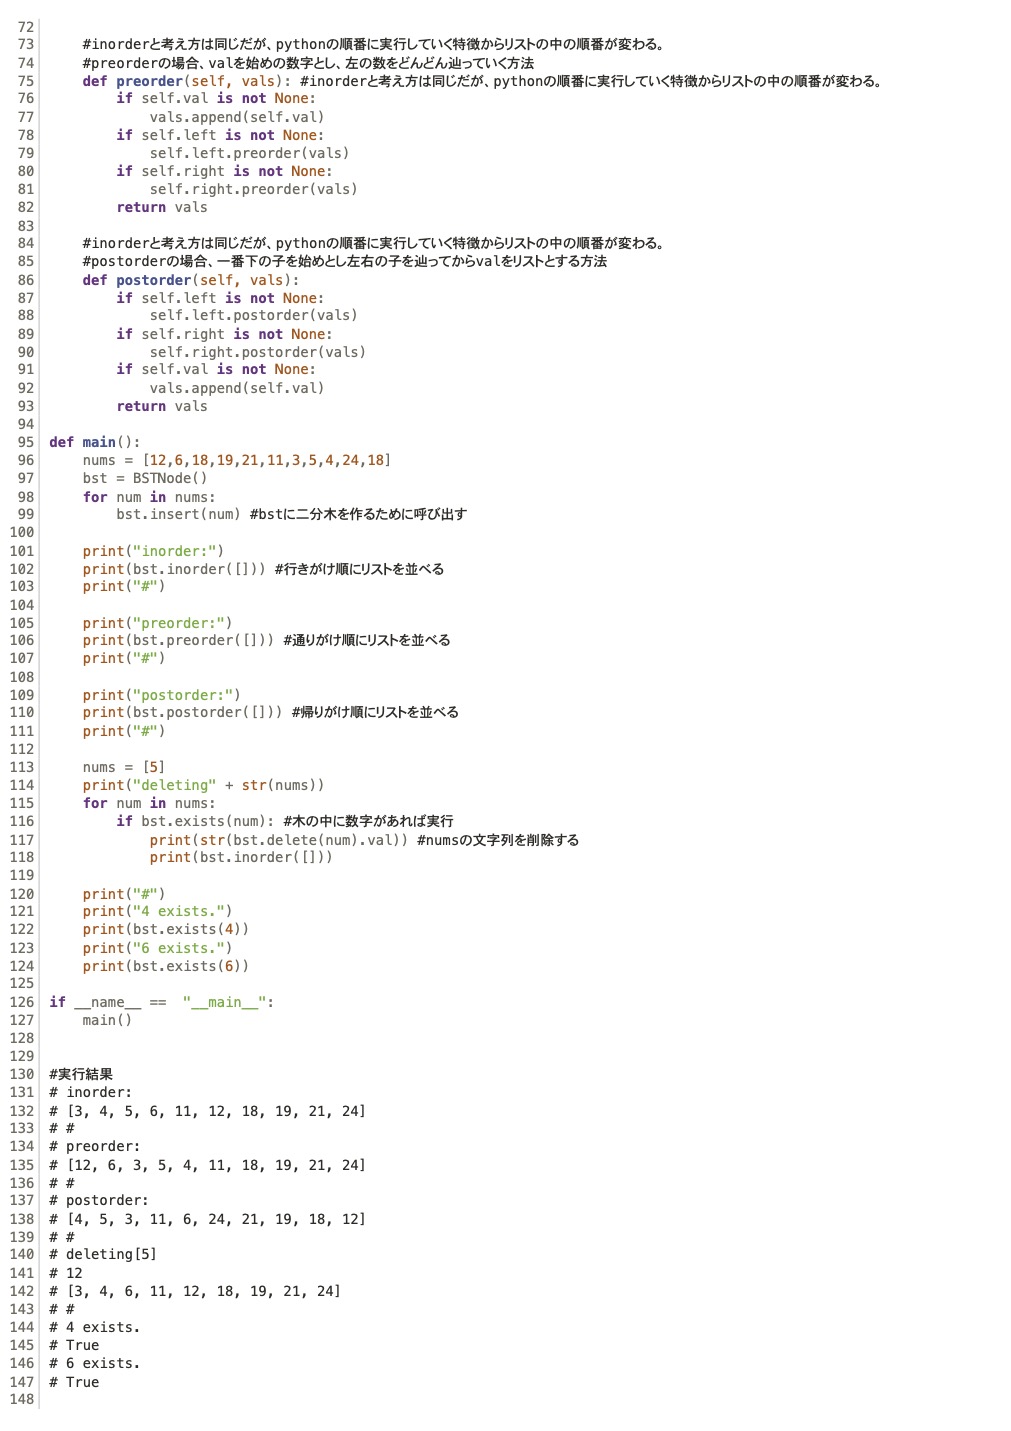 72
73 #inorderと考え方は同じだが、pythonの順番に実行していく特徴からリストの中の順番が変わる。
74 #preorderの場合、valを始めの数字とし、左の数をどんどん辿っていく方法
75 def preorder(self, vals): #inorderと考え方は同じだが、pythonの順番に実行していく特徴からリストの中の順番が変わる。
76 if self.val is not None:
77 vals.append(self.val)
78 if self.left is not None:
79 self.left.preorder(vals)
80 if self.right is not None:
81 self.right.preorder(vals)
82 return vals
83
84 #inorderと考え方は同じだが、pythonの順番に実行していく特徴からリストの中の順番が変わる。
85 #postorderの場合、一番下の子を始めとし左右の子を辿ってからvalをリストとする方法
86 def postorder(self, vals):
87 if self.left is not None:
88 self.left.postorder(vals)
89 if self.right is not None:
90 self.right.postorder(vals)
91 if self.val is not None:
92 vals.append(self.val)
93 return vals
94
95 def main():
96 nums = [12,6,18,19,21,11,3,5,4,24,18]
97 bst = BSTNode()
98 for num in nums:
99 bst.insert(num) #bstに二分木を作るために呼び出す
100
101 print("inorder:")
102 print(bst.inorder([])) #行きがけ順にリストを並べる
103 print("#")
104
105 print("preorder:")
106 print(bst.preorder([])) #通りがけ順にリストを並べる
107 print("#")
108
109 print("postorder:")
110 print(bst.postorder([])) #帰りがけ順にリストを並べる
111 print("#")
112
113 nums = [5]
114 print("deleting" + str(nums))
115 for num in nums:
116 if bst.exists(num): #木の中に数字があれば実行
117 print(str(bst.delete(num).val)) #numsの文字列を削除する
118 print(bst.inorder([]))
119
120 print("#")
121 print("4 exists.")
122 print(bst.exists(4))
123 print("6 exists.")
124 print(bst.exists(6))
125
126 if __name__ == "__main__":
127 main()
128
129
130 #実行結果
131 # inorder:
132 # [3, 4, 5, 6, 11, 12, 18, 19, 21, 24]
133 # #
134 # preorder:
135 # [12, 6, 3, 5, 4, 11, 18, 19, 21, 24]
136 # #
137 # postorder:
138 # [4, 5, 3, 11, 6, 24, 21, 19, 18, 12]
139 # #
140 # deleting[5]
141 # 12
142 # [3, 4, 6, 11, 12, 18, 19, 21, 24]
143 # #
144 # 4 exists.
145 # True
146 # 6 exists.
147 # True
148